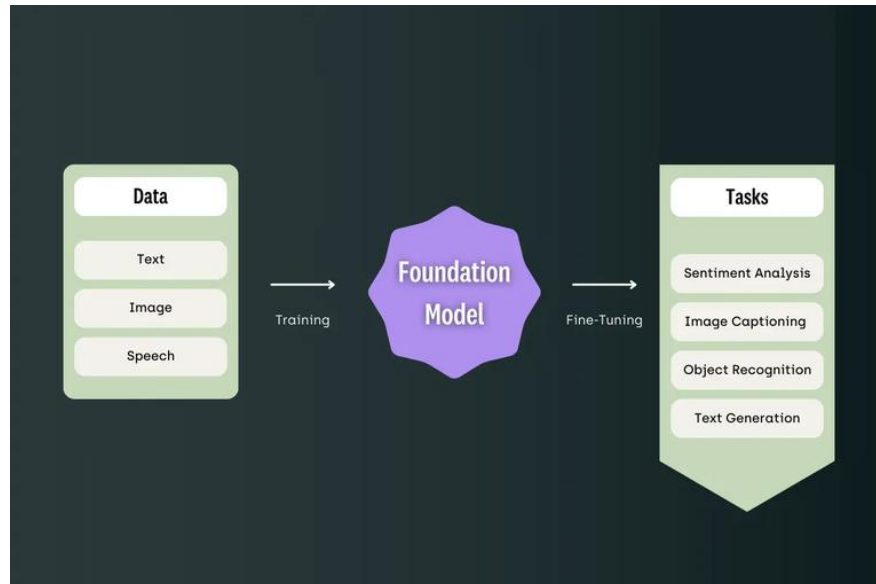 Data
Text
Image
Speech
Training
Foundation
Model
Fine-Tuning
Tasks
Sentiment Analysis
Image Captioning
Object Recognition
Text Generation